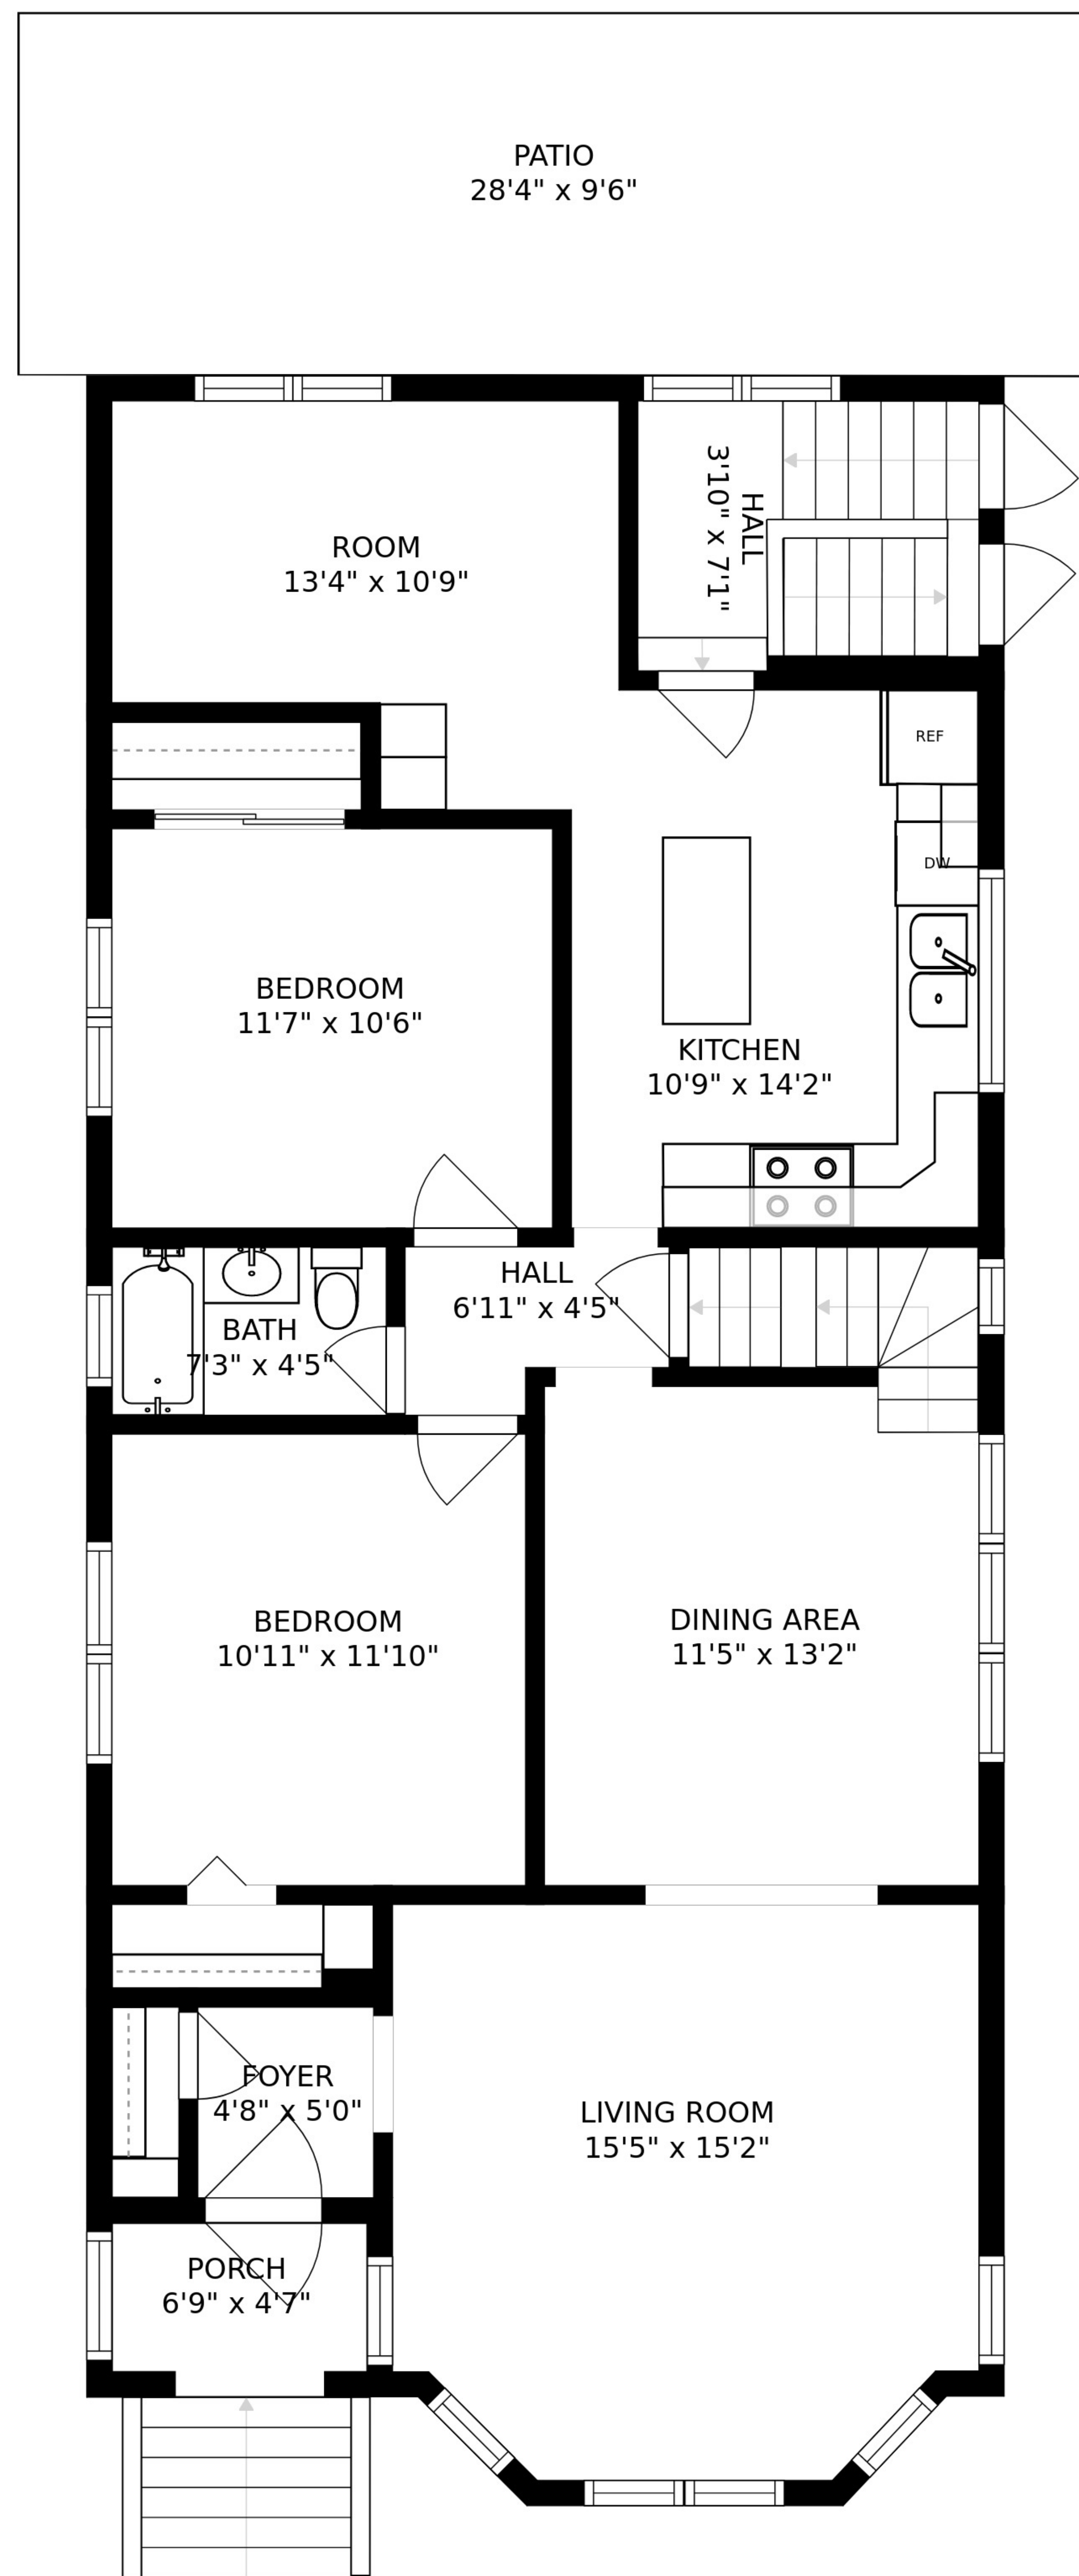 PATIO
28'4" x 9'6"
ROOM
13'4" x 10'9"
HALL
3'10" x 7'1"
REF
DW
BEDROOM
11'7" x 10'6"
KITCHEN
10'9" x 14'2"
HALL
6'11" x 4'5"
BATH
7'3" x 4'5"
BEDROOM
10'11" x 11'10"
DINING AREA
11'5" x 13'2"
FOYER
4'8" x 5'0"
LIVING ROOM
15'5" x 15'2"
PORCH
6'9" x 4'7"